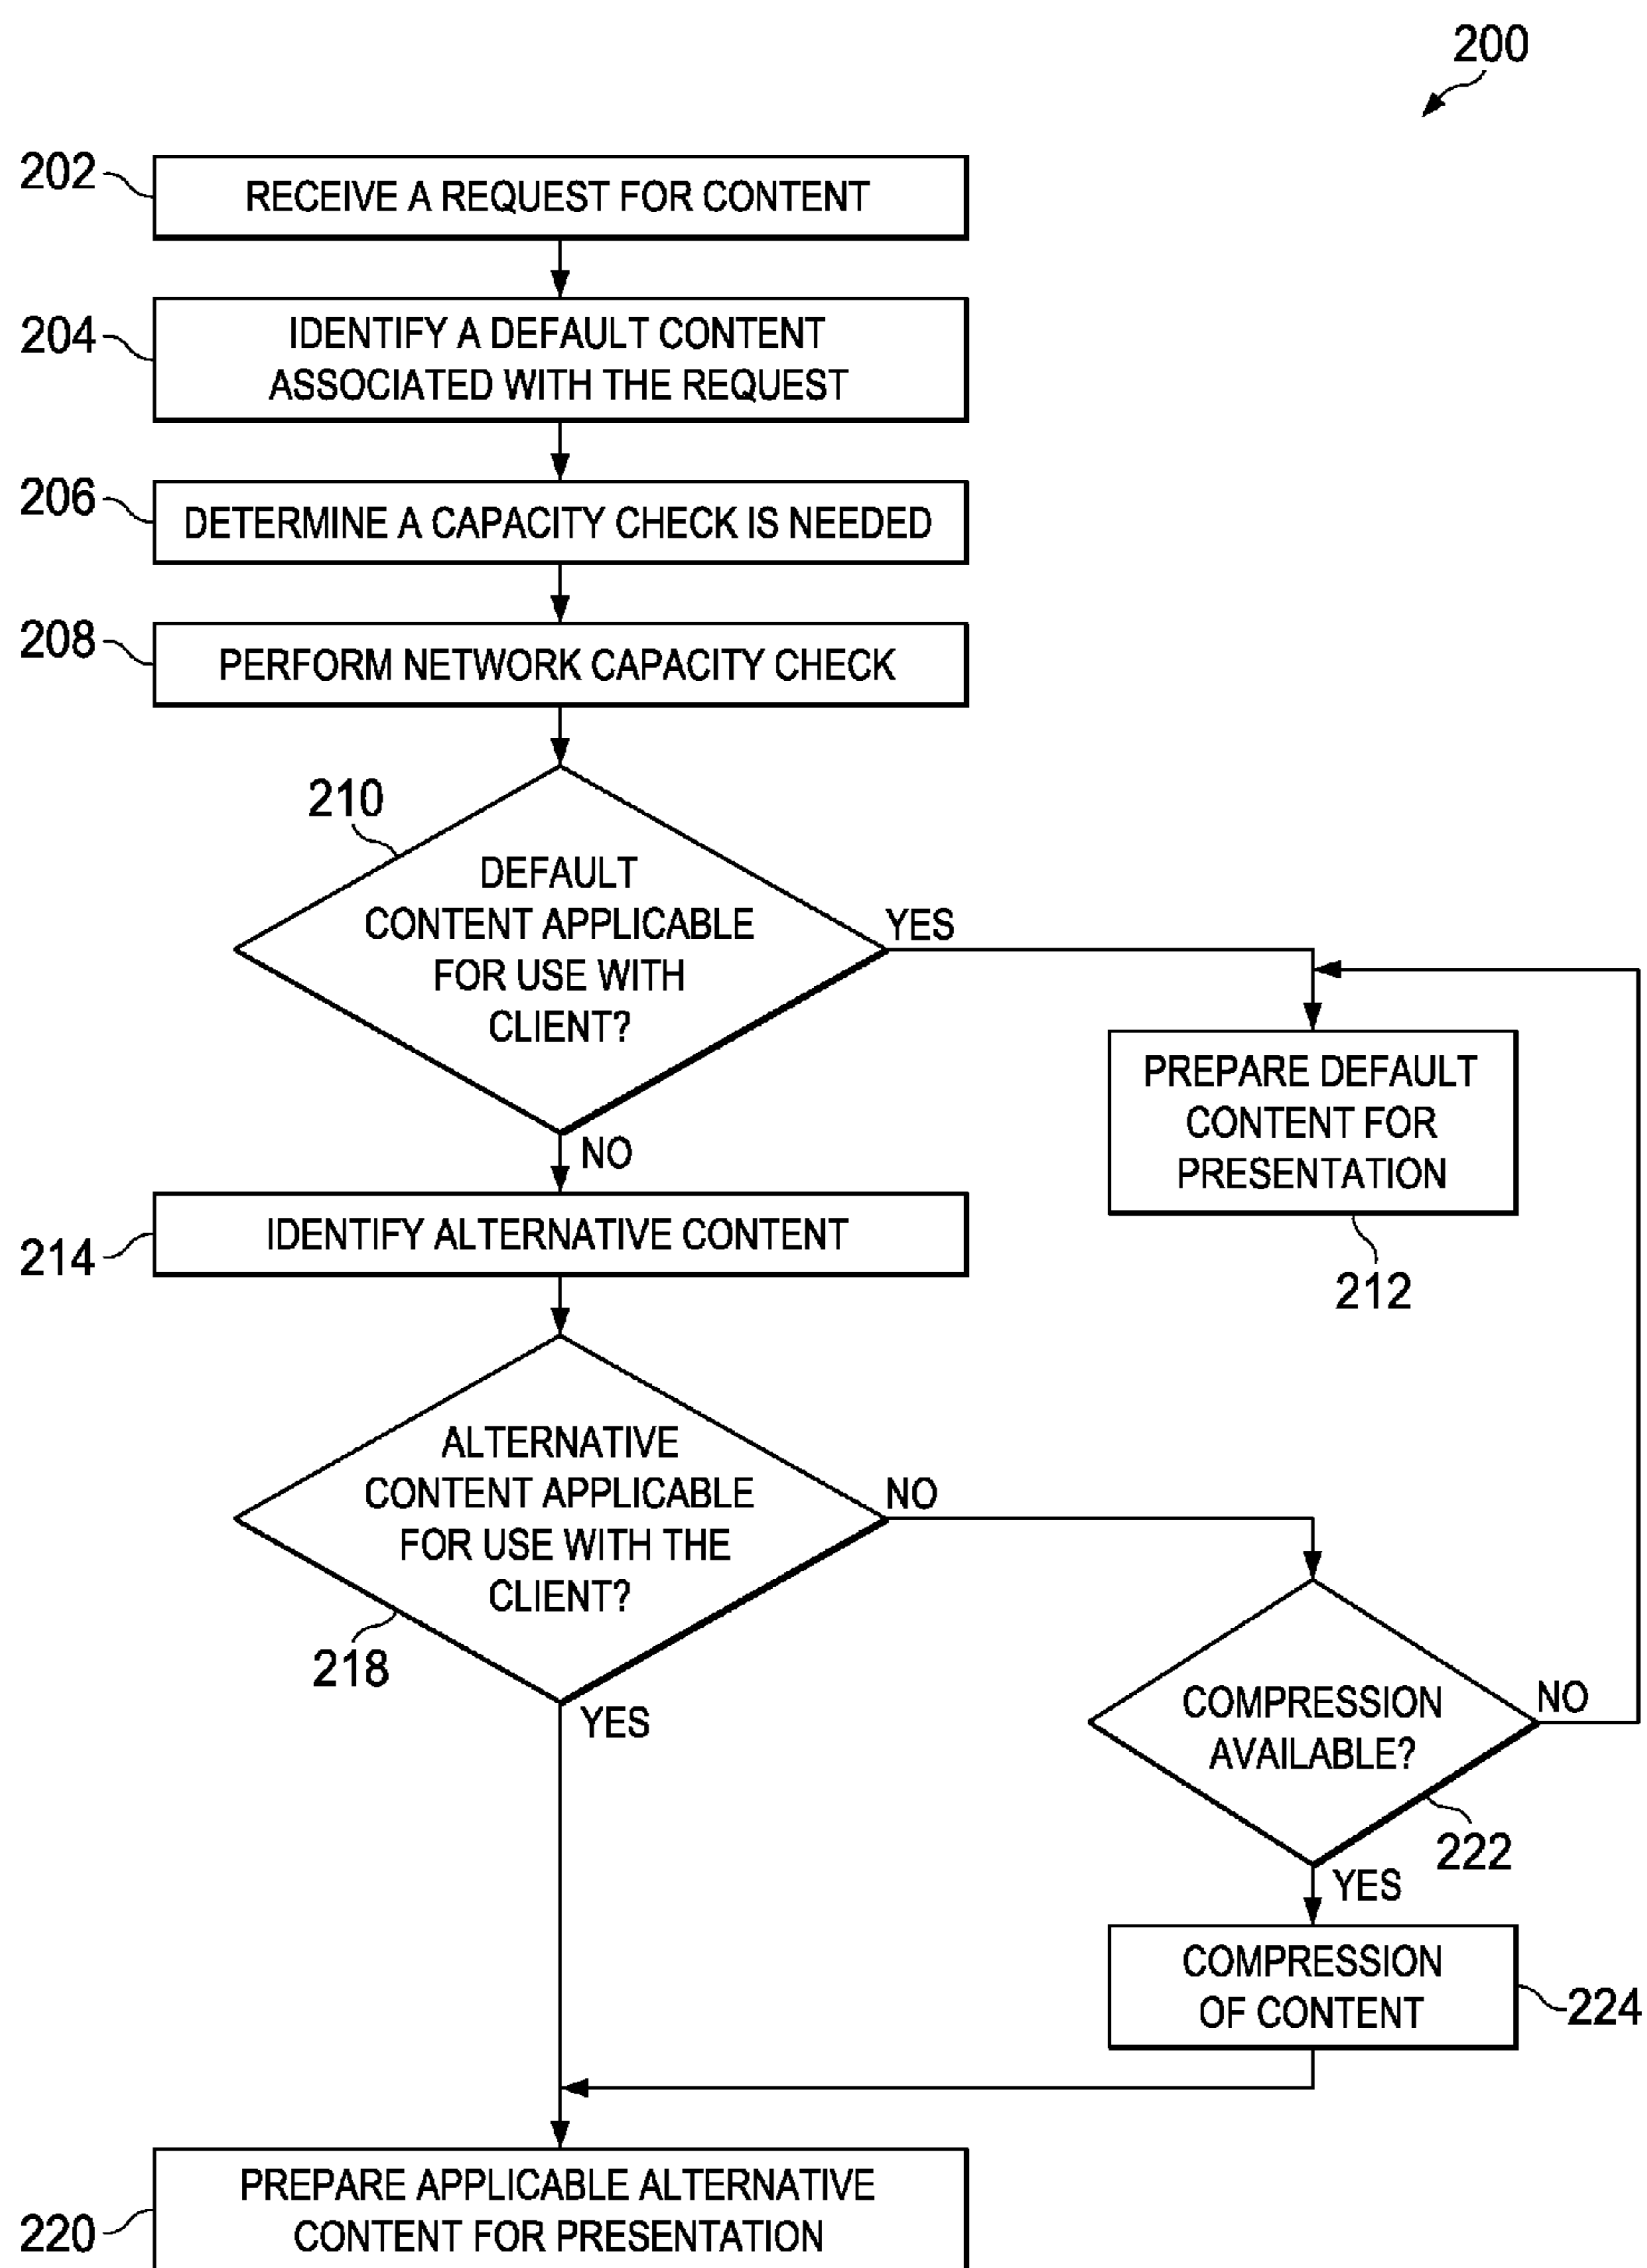 200
202
RECEIVE A REQUEST FOR CONTENT
204
IDENTIFY A DEFAULT CONTENT
ASSOCIATED WITH THE REQUEST
206
DETERMINE A CAPACITY CHECK IS NEEDED
208
PERFORM NETWORK CAPACITY CHECK
210
DEFAULT
CONTENT APPLICABLE
FOR USE WITH
CLIENT?
YES
NO
PREPARE DEFAULT
CONTENT FOR
PRESENTATION
212
214
IDENTIFY ALTERNATIVE CONTENT
ALTERNATIVE
CONTENT APPLICABLE
FOR USE WITH THE
CLIENT?
218
NO
YES
COMPRESSION
AVAILABLE?
NO
222
YES
COMPRESSION
OF CONTENT
224
220
PREPARE APPLICABLE ALTERNATIVE
CONTENT FOR PRESENTATION